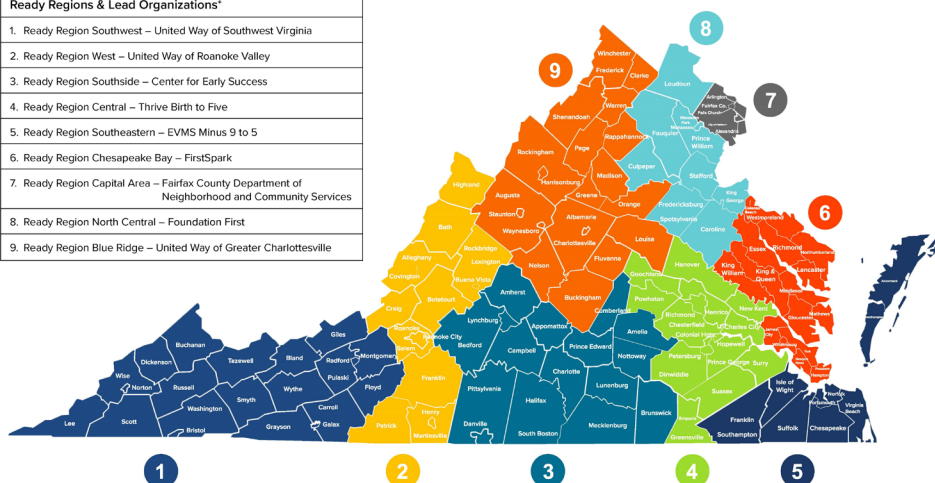 Ready Regions & Lead Organizations*
1. Ready Region Southwest – United Way of Southwest Virginia
2. Ready Region West – United Way of Roanoke Valley
3. Ready Region Southside – Center for Early Success
4. Ready Region Central – Thrive Birth to Five
5. Ready Region Southeastern – EVMS Minus 9 to 5
6. Ready Region Chesapeake Bay – FirstSpark
7. Ready Region Capital Area – Fairfax County Department of
Neighborhood and Community Services
8. Ready Region North Central – Foundation First
9. Ready Region Blue Ridge – United Way of Greater Charlottesville
8
9
7
6
Winchester
Frederick
Clarke
Loudoun
Arlington
Fairfax Co.
Falls Church
Alexandria
Warren
Shenandoah
Fauquier
Prince
William
Rappahannock
Page
Rockingham
Culpeper
Madison
Stafford
Harrisonburg
Highland
Greene
Augusta
Orange
Fredericksburg
King
George
Westmoreland
Staunton
Albemarle
Spotsylvania
Bath
Waynesboro
Caroline
Essex
Richmond
Northumberland
Charlottesville
Louisa
Rockbridge
Lexington
Allegheny
Fluvanna
Nelson
Hanover
King
William
King &
Queen
Lancaster
Covington
Buena Vista
Goochland
Amherst
Buckingham
Botetourt
Craig
Powhatan
Cumberland
New Kent
Gloucester
Mathews
Richmond
Henrico
Lynchburg
Appomattox
Chesterfield
Amelia
Charles City
James
City
Giles
Roanoke
Roanoke City
Salem
Bedford
Colonial Hgts
Hopewell
Buchanan
Campbell
Prince Edward
Nottoway
Petersburg
Prince George
Surry
Bland
Radford
Montgomery
Dickenson
Tazewell
Charlotte
Dinwiddie
Wise
Pulaski
Norton
Russell
Wythe
Floyd
Franklin
Pittsylvania
Lunenburg
Sussex
Isle of
Wight
Norfolk
Portsmouth
Virginia
Beach
Smyth
Halifax
Washington
Carroll
Henry
Brunswick
Franklin
Lee
Scott
Bristol
Grayson
Galax
Patrick
Martinsville
Danville
South Boston
Mecklenburg
Greensville
Southampton
Suffolk
Chesapeake
1
2
3
4
5